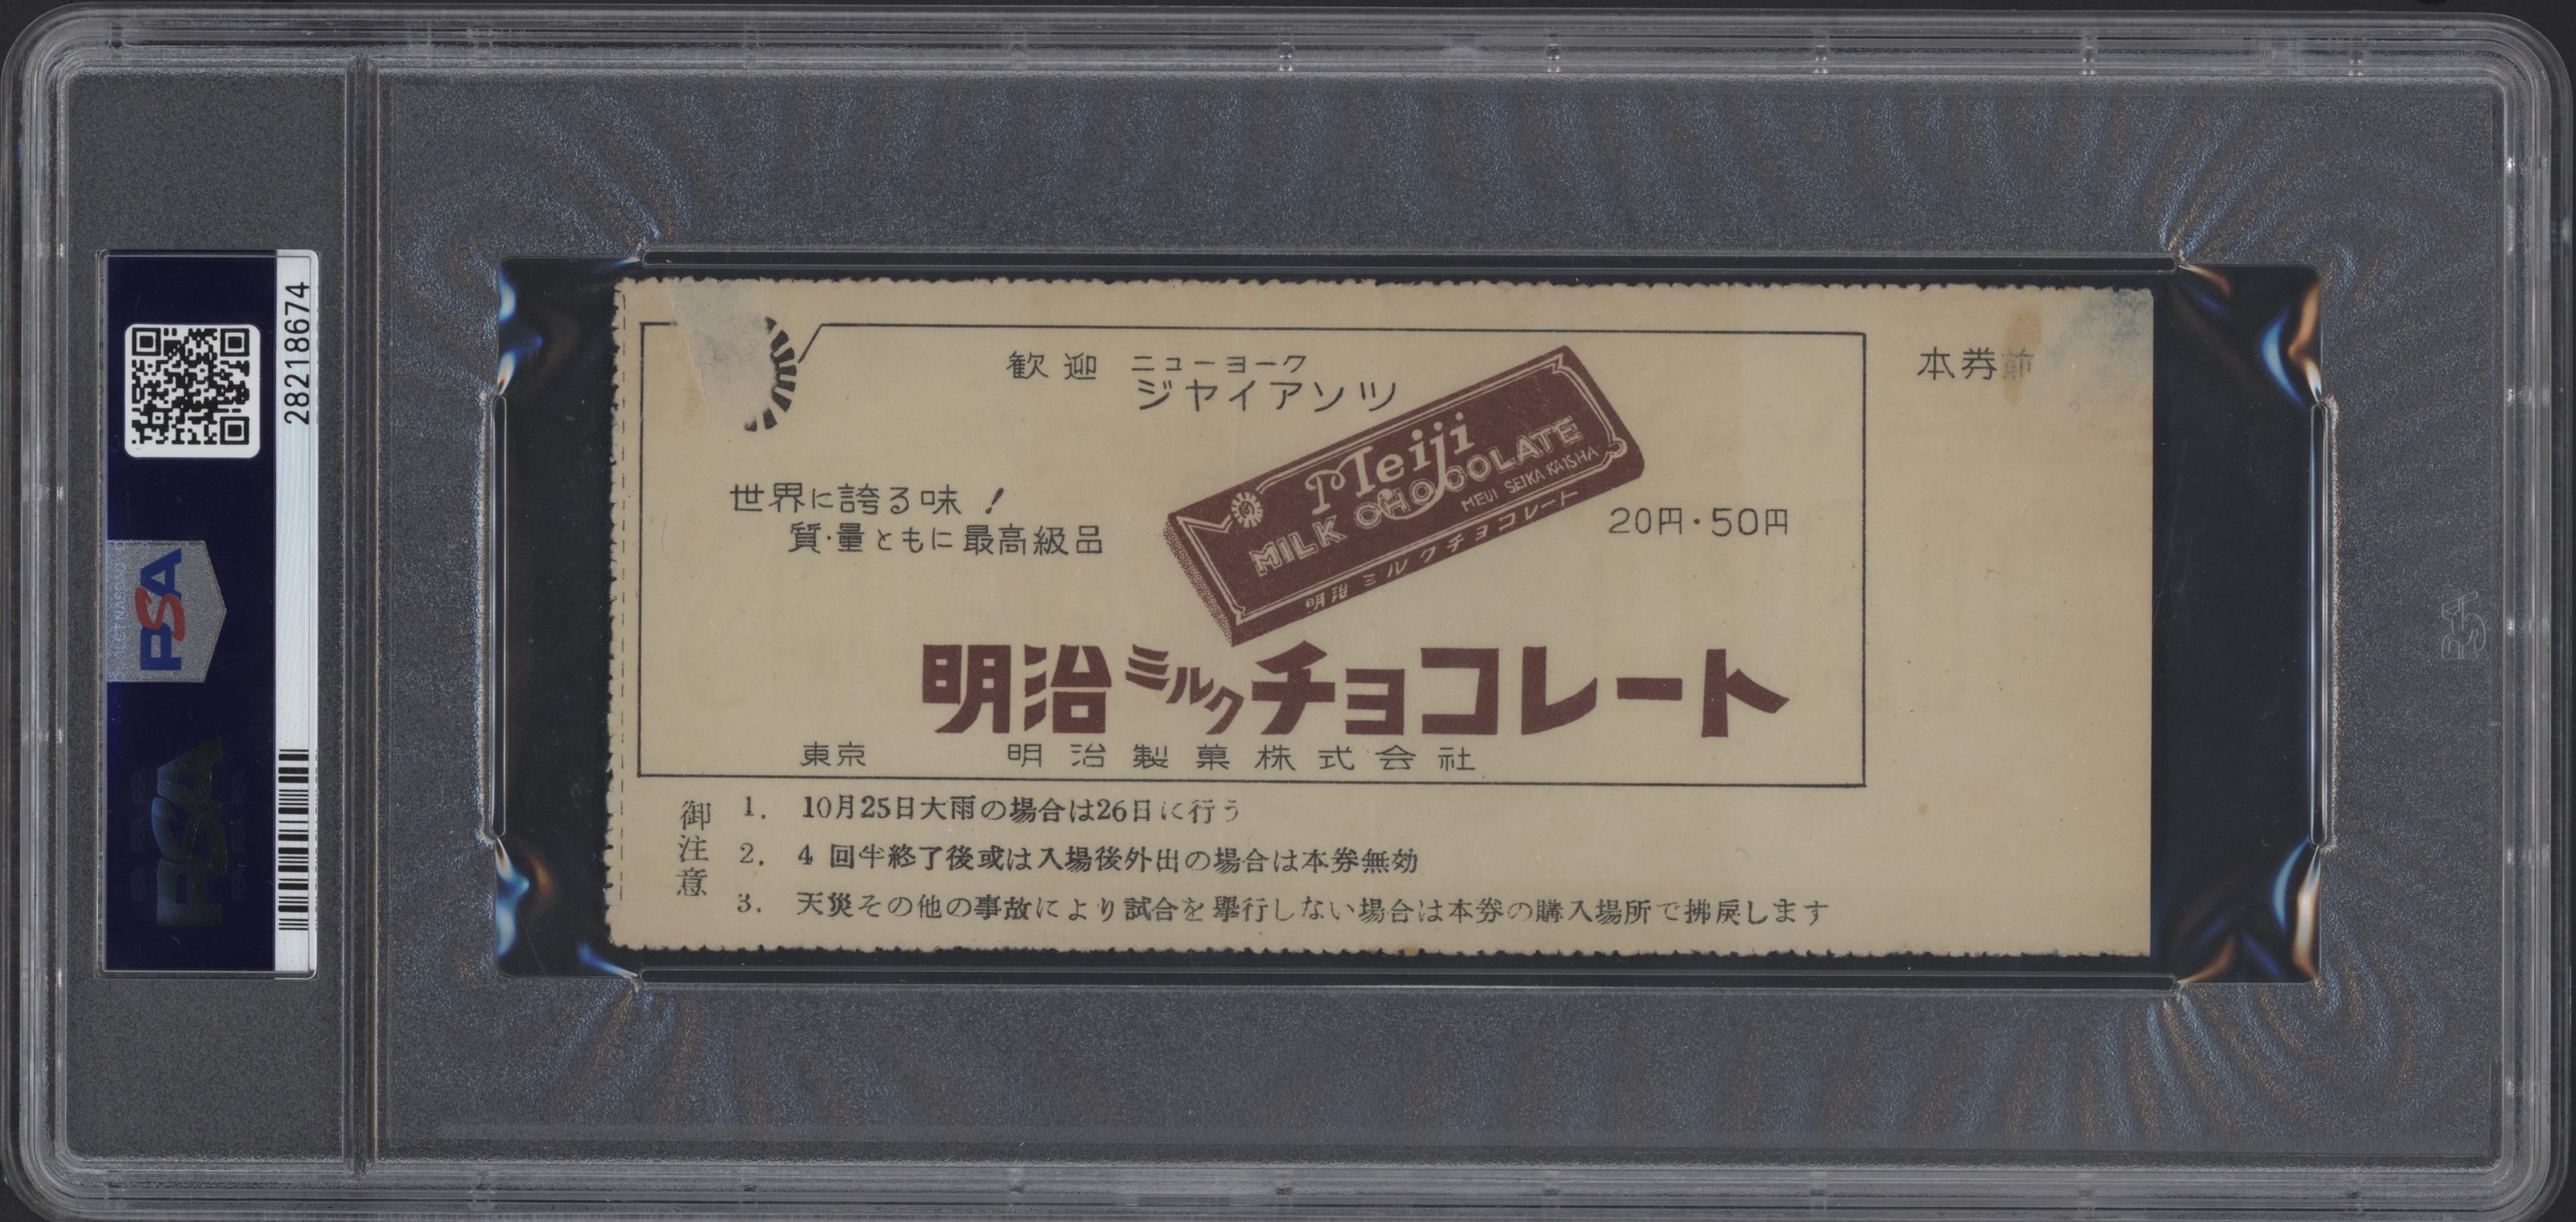 28218674
PSA
PSA
歓迎 ニューヨーク
ジヤイアンツ
本券前
世界に誇る味!
質・量ともに最高級品
Meiji
MILK CHOCOLATE
MEIJI SEIKA KAISHA
明治ミルクチョコレート
20円・50円
明治ミルクチョコレート
東京 明治製菓株式会社
御注意
1. 10月25日大雨の場合は26日に行う
2. 4回半終了後或は入場後外出の場合は本券無効
3. 天災その他の事故により試合を擧行しない場合は本券の購入場所で拂戻します
PSA